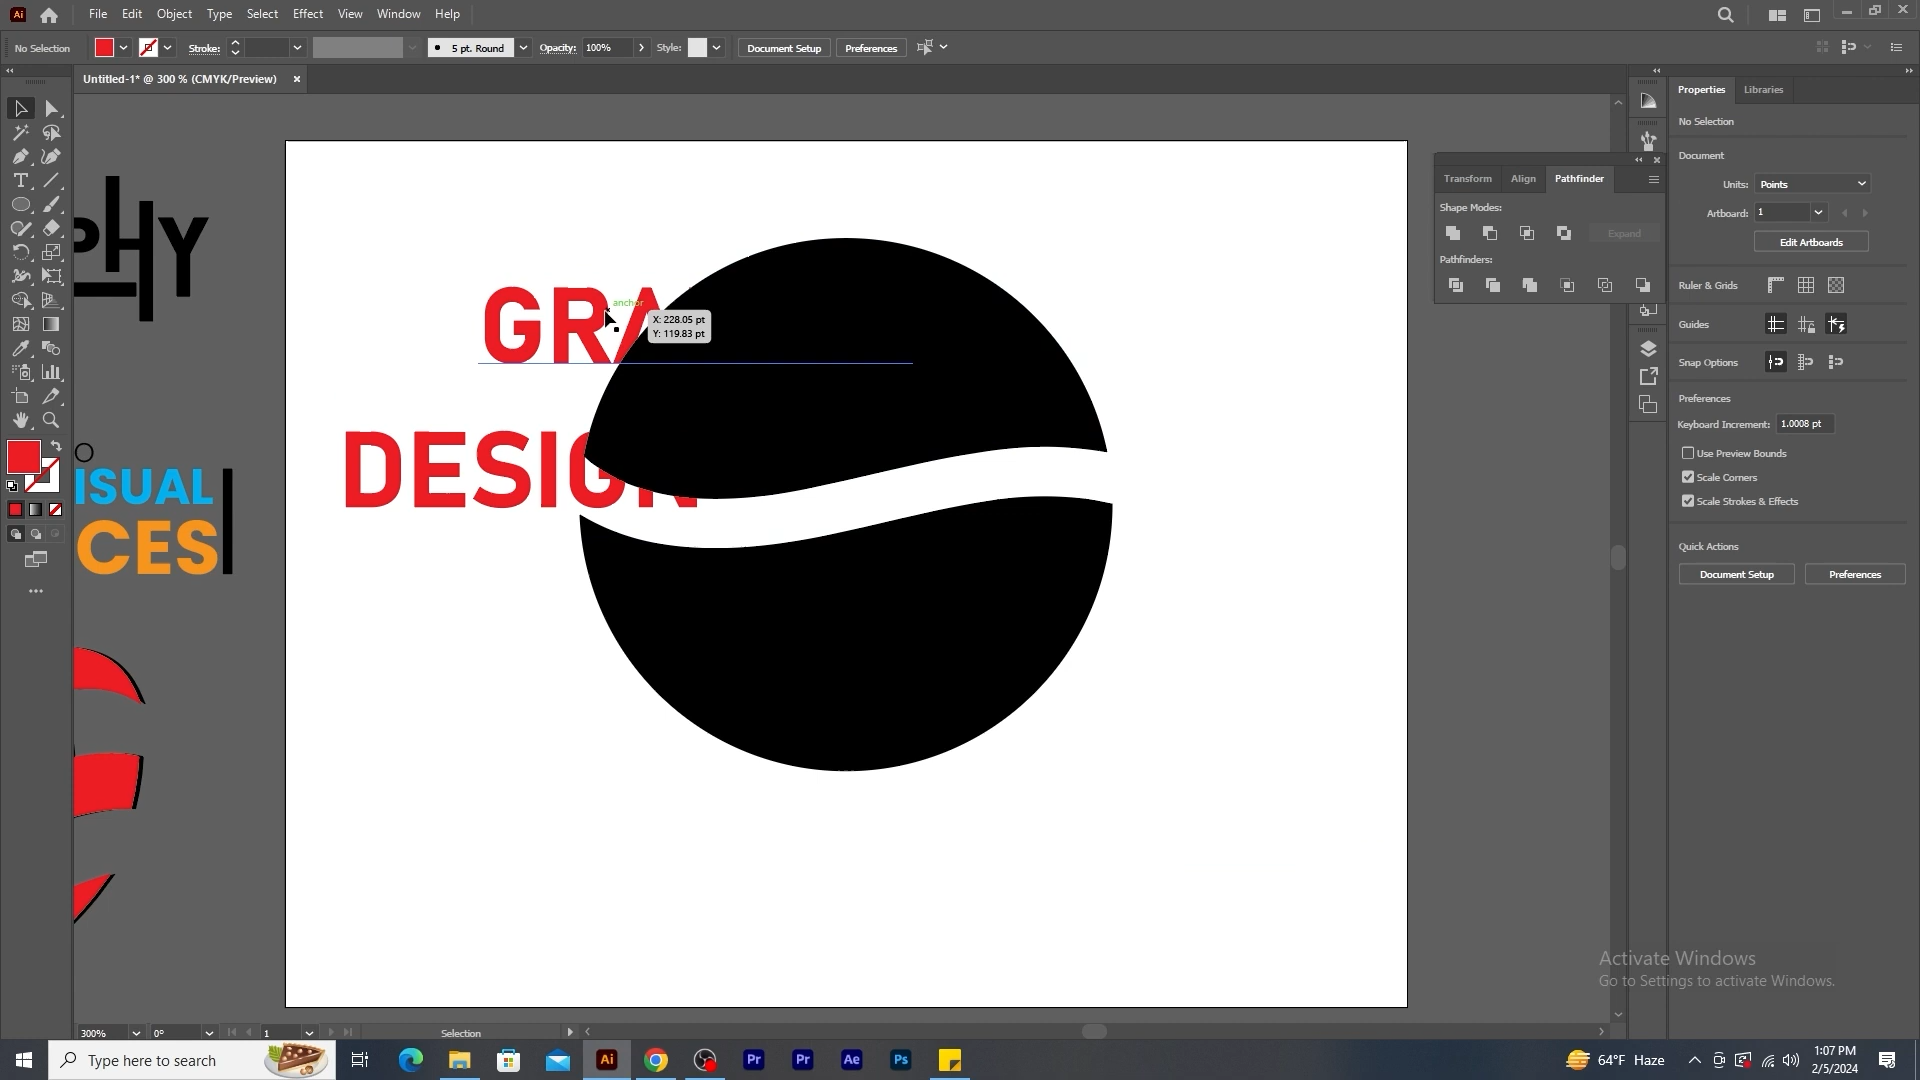 Ai
File Edit Object Type Select Effect View Window Help
No Selection Stroke: 5 pt. Round Opacity: 100% Style: Document Setup Preferences
Untitled-1* @ 300 % (CMYK/Preview)
Properties Libraries
No Selection
Document
Units: Points
Artboard: 1
Edit Artboards
Ruler & Grids
Guides
Snap Options
Preferences
Keyboard Increment: 1.0008 pt
Use Preview Bounds
Scale Corners
Scale Strokes & Effects
Quick Actions
Document Setup Preferences
Transform Align Pathfinder
Shape Modes:
Expand
Pathfinders:
PHY
O
ISUAL
CES
GRA
anchor
X: 228.05 pt
Y: 119.83 pt
DESIGN
Activate Windows
Go to Settings to activate Windows.
300% 0° 1 Selection
Type here to search
Ai Pr Pr Ae Ps
64°F Haze
1:07 PM
2/5/2024